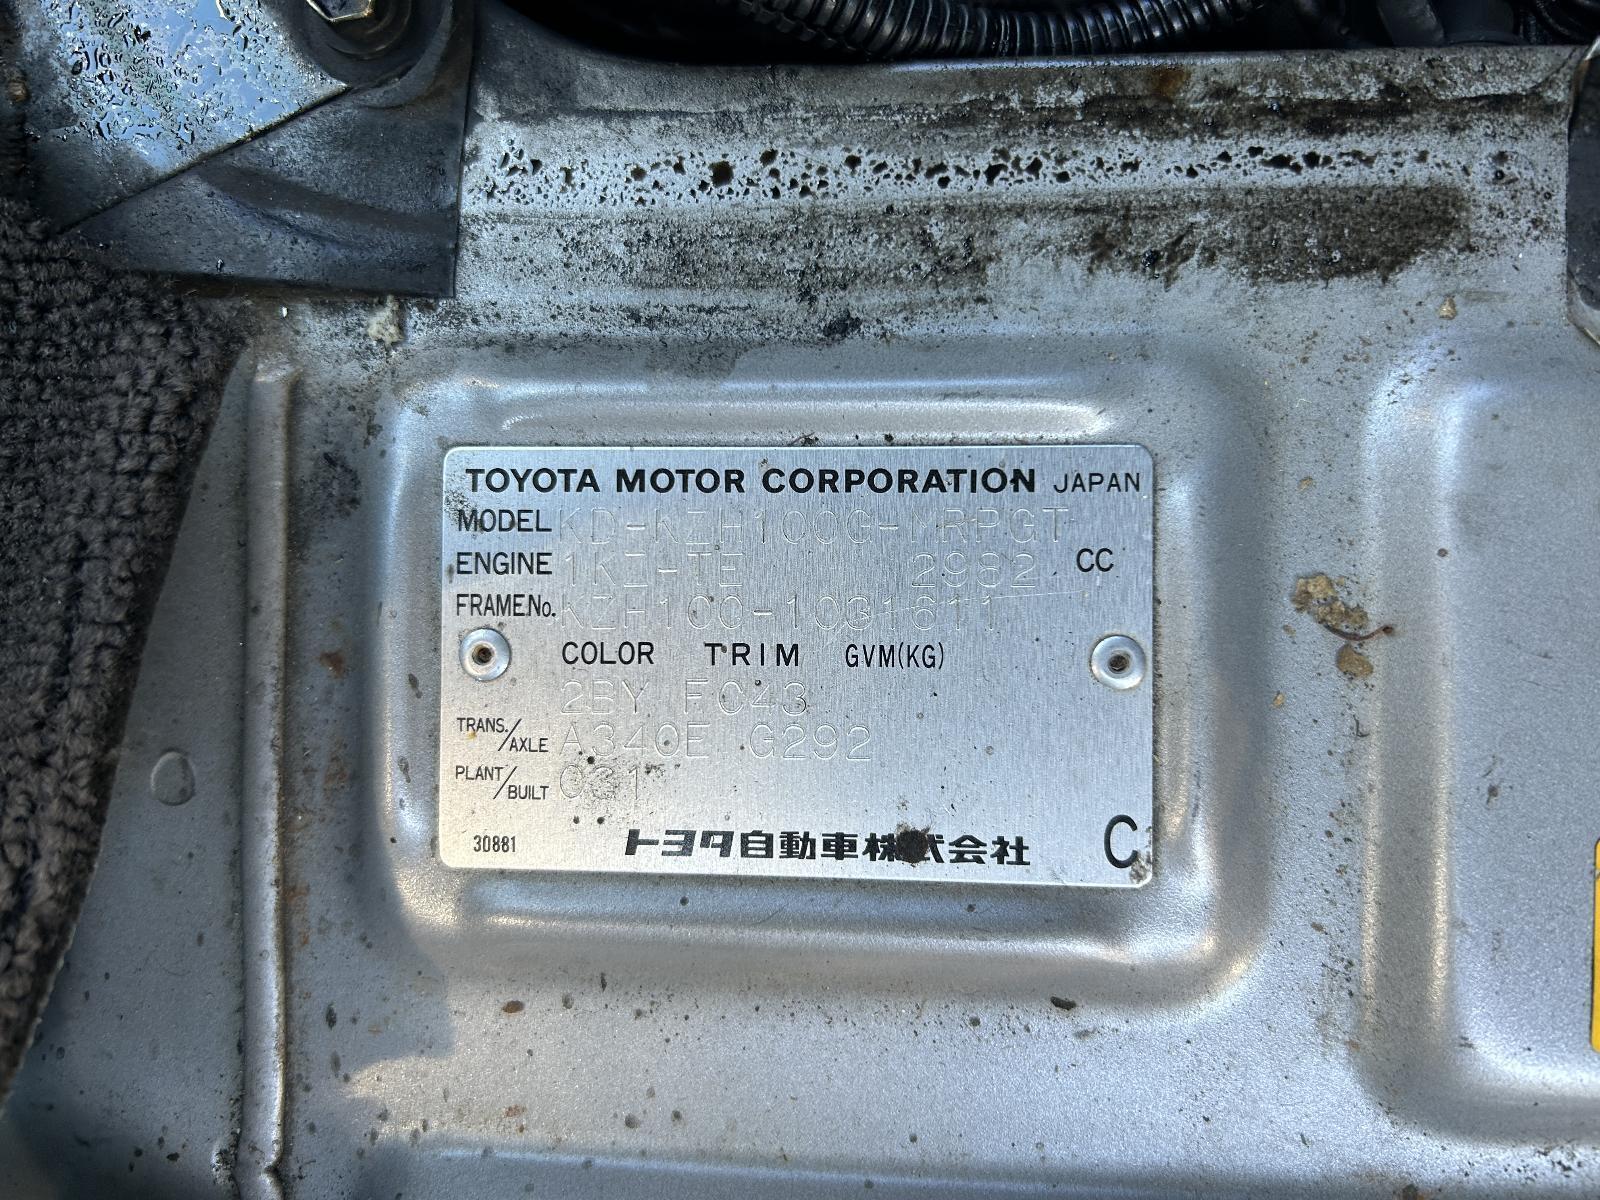 TOYOTA MOTOR CORPORATION JAPAN
MODEL KD-KZH100G-PRPGT
ENGINE 1KZ-TE 2982 CC
FRAME No. KZH100-1031611
COLOR TRIM GVM(KG)
2BY FC43
TRANS./AXLE A340E G292
PLANT/BUILT 031
30881 トヨタ自動車株式会社 C